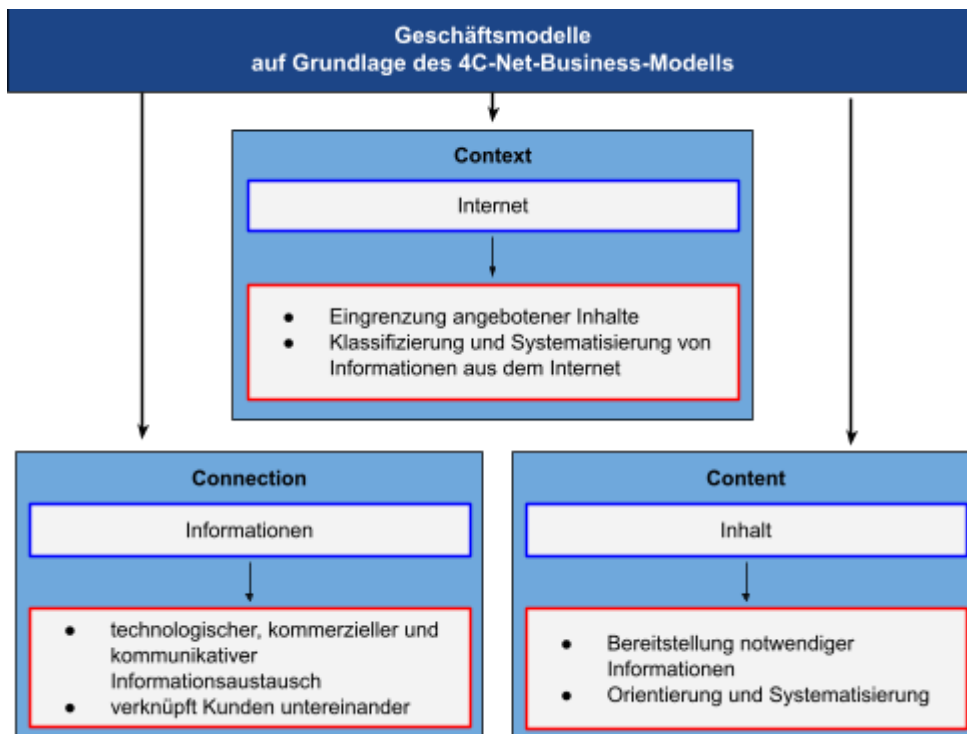 Geschäftsmodelle
auf Grundlage des 4C-Net-Business-Modells
Context
Internet
● Eingrenzung angebotener Inhalte
● Klassifizierung und Systematisierung von
Informationen aus dem Internet
Connection
Informationen
● technologischer, kommerzieller und
kommunikativer
Informationsaustausch
● verknüpft Kunden untereinander
Content
Inhalt
● Bereitstellung notwendiger
Informationen
● Orientierung und Systematisierung